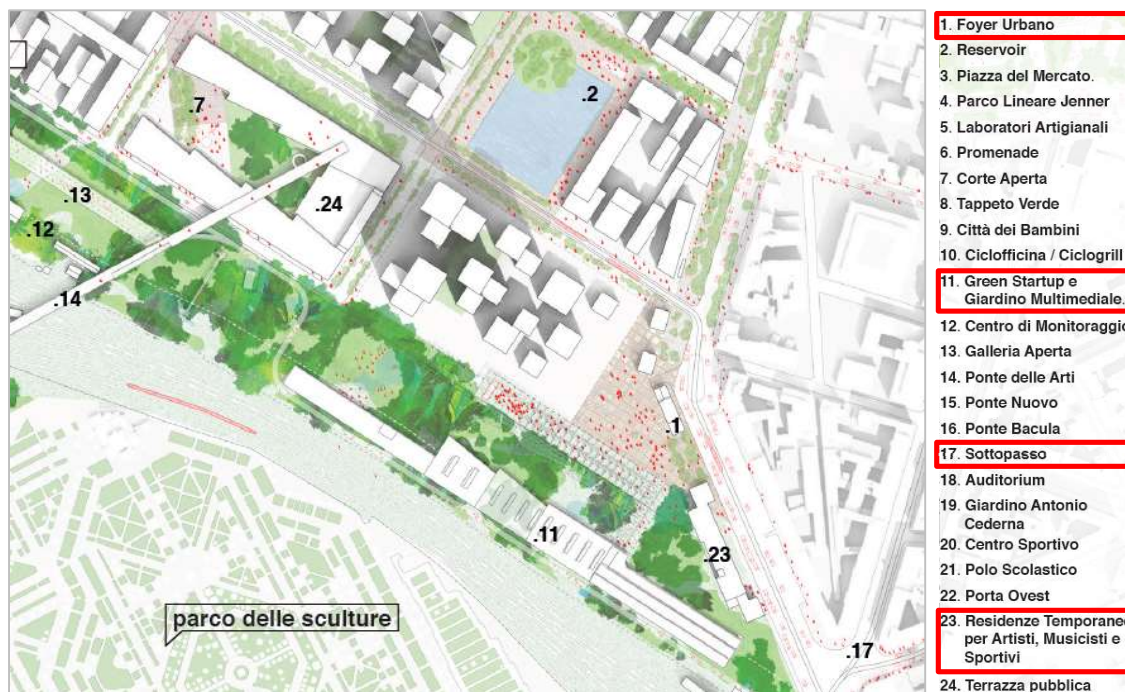 .7
.2
.24
.13
.12
.14
.1
.11
.23
.17
parco delle sculture
1. Foyer Urbano
2. Reservoir
3. Piazza del Mercato.
4. Parco Lineare Jenner
5. Laboratori Artigianali
6. Promenade
7. Corte Aperta
8. Tappeto Verde
9. Città dei Bambini
10. Ciclofficina / Ciclogrill
11. Green Startup e
Giardino Multimediale.
12. Centro di Monitoraggio
13. Galleria Aperta
14. Ponte delle Arti
15. Ponte Nuovo
16. Ponte Bacula
17. Sottopasso
18. Auditorium
19. Giardino Antonio
Cederna
20. Centro Sportivo
21. Polo Scolastico
22. Porta Ovest
23. Residenze Temporanee
per Artisti, Musicisti e
Sportivi
24. Terrazza pubblica